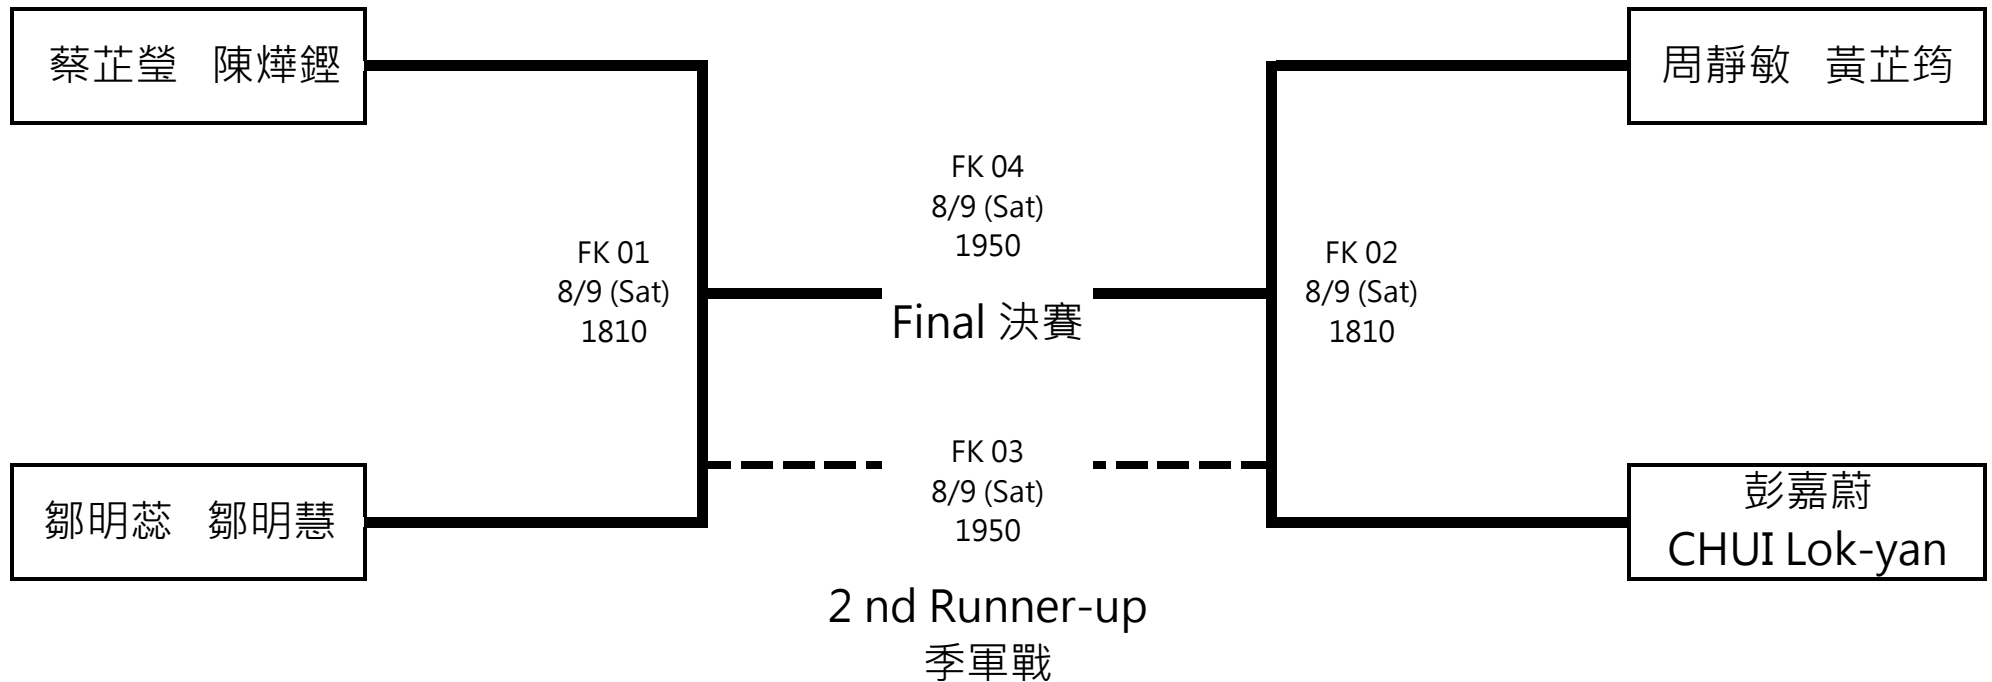 蔡芷瑩 陳燁鏗
周靜敏 黃芷筠
FK 04
8/9 (Sat)
1950
FK 01
8/9 (Sat)
1810
FK 02
8/9 (Sat)
1810
Final 決賽
FK 03
8/9 (Sat)
1950
鄒明蕊 鄒明慧
彭嘉蔚
CHUI Lok-yan
2 nd Runner-up
季軍戰